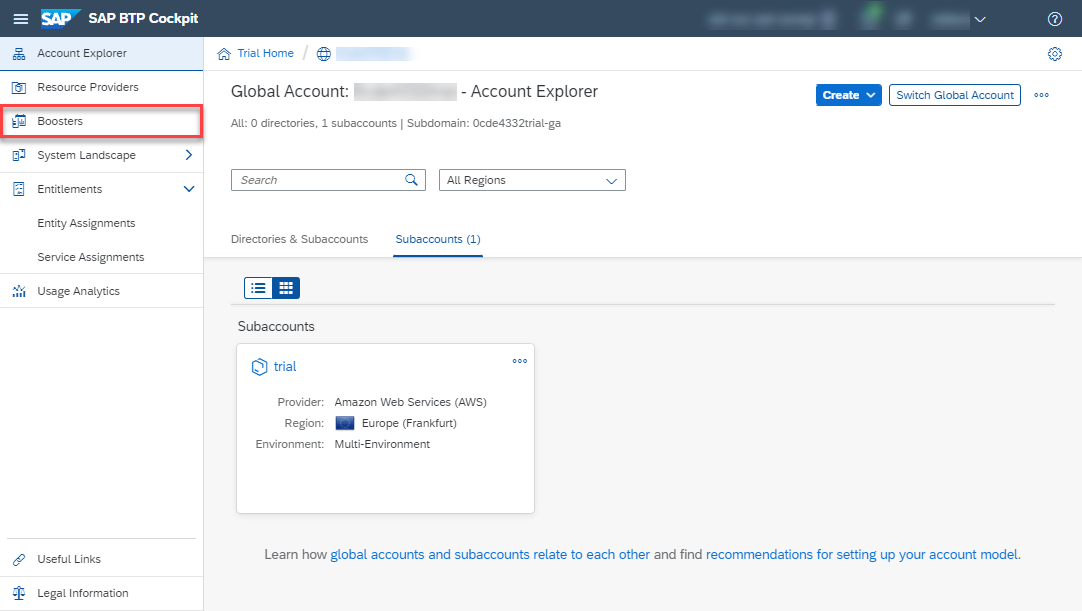 SAP SAP BTP Cockpit
Account Explorer
Resource Providers
Boosters
System Landscape
Entitlements
Entity Assignments
Service Assignments
Usage Analytics
Useful Links
Legal Information
Trial Home /
Global Account: - Account Explorer
Create
Switch Global Account
All: 0 directories, 1 subaccounts | Subdomain: 0cde4332trial-ga
Search
All Regions
Directories & Subaccounts
Subaccounts (1)
Subaccounts
trial
Provider: Amazon Web Services (AWS)
Region: Europe (Frankfurt)
Environment: Multi-Environment
Learn how global accounts and subaccounts relate to each other and find recommendations for setting up your account model.